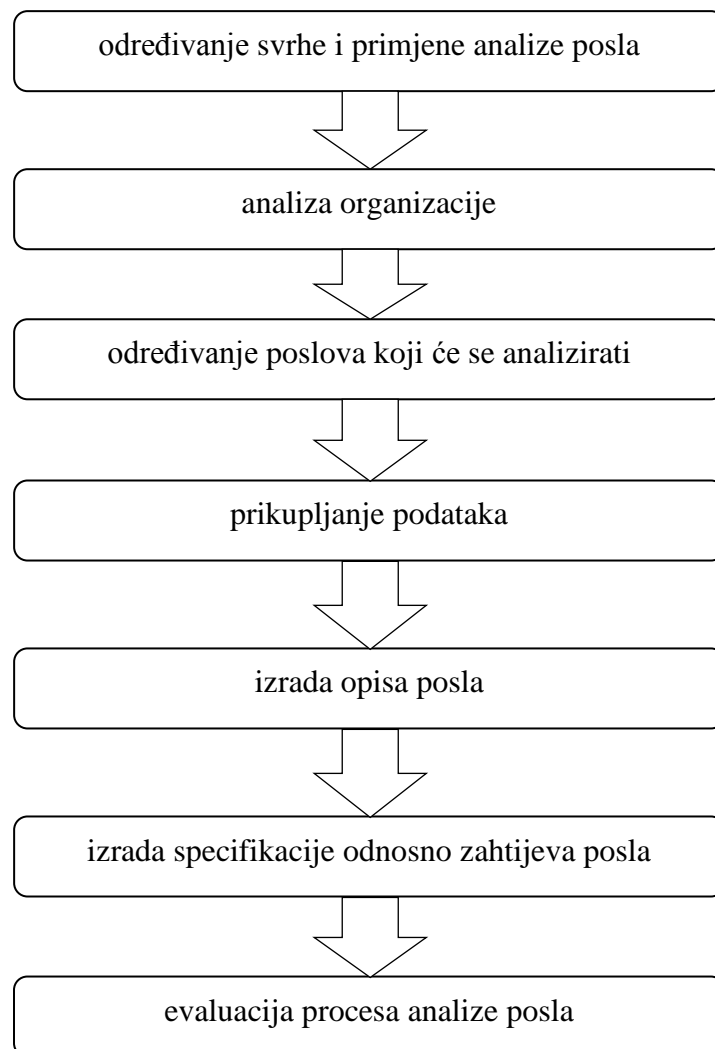 određivanje svrhe i primjene analize posla
analiza organizacije
određivanje poslova koji će se analizirati
prikupljanje podataka
izrada opisa posla
izrada specifikacije odnosno zahtijeva posla
evaluacija procesa analize posla